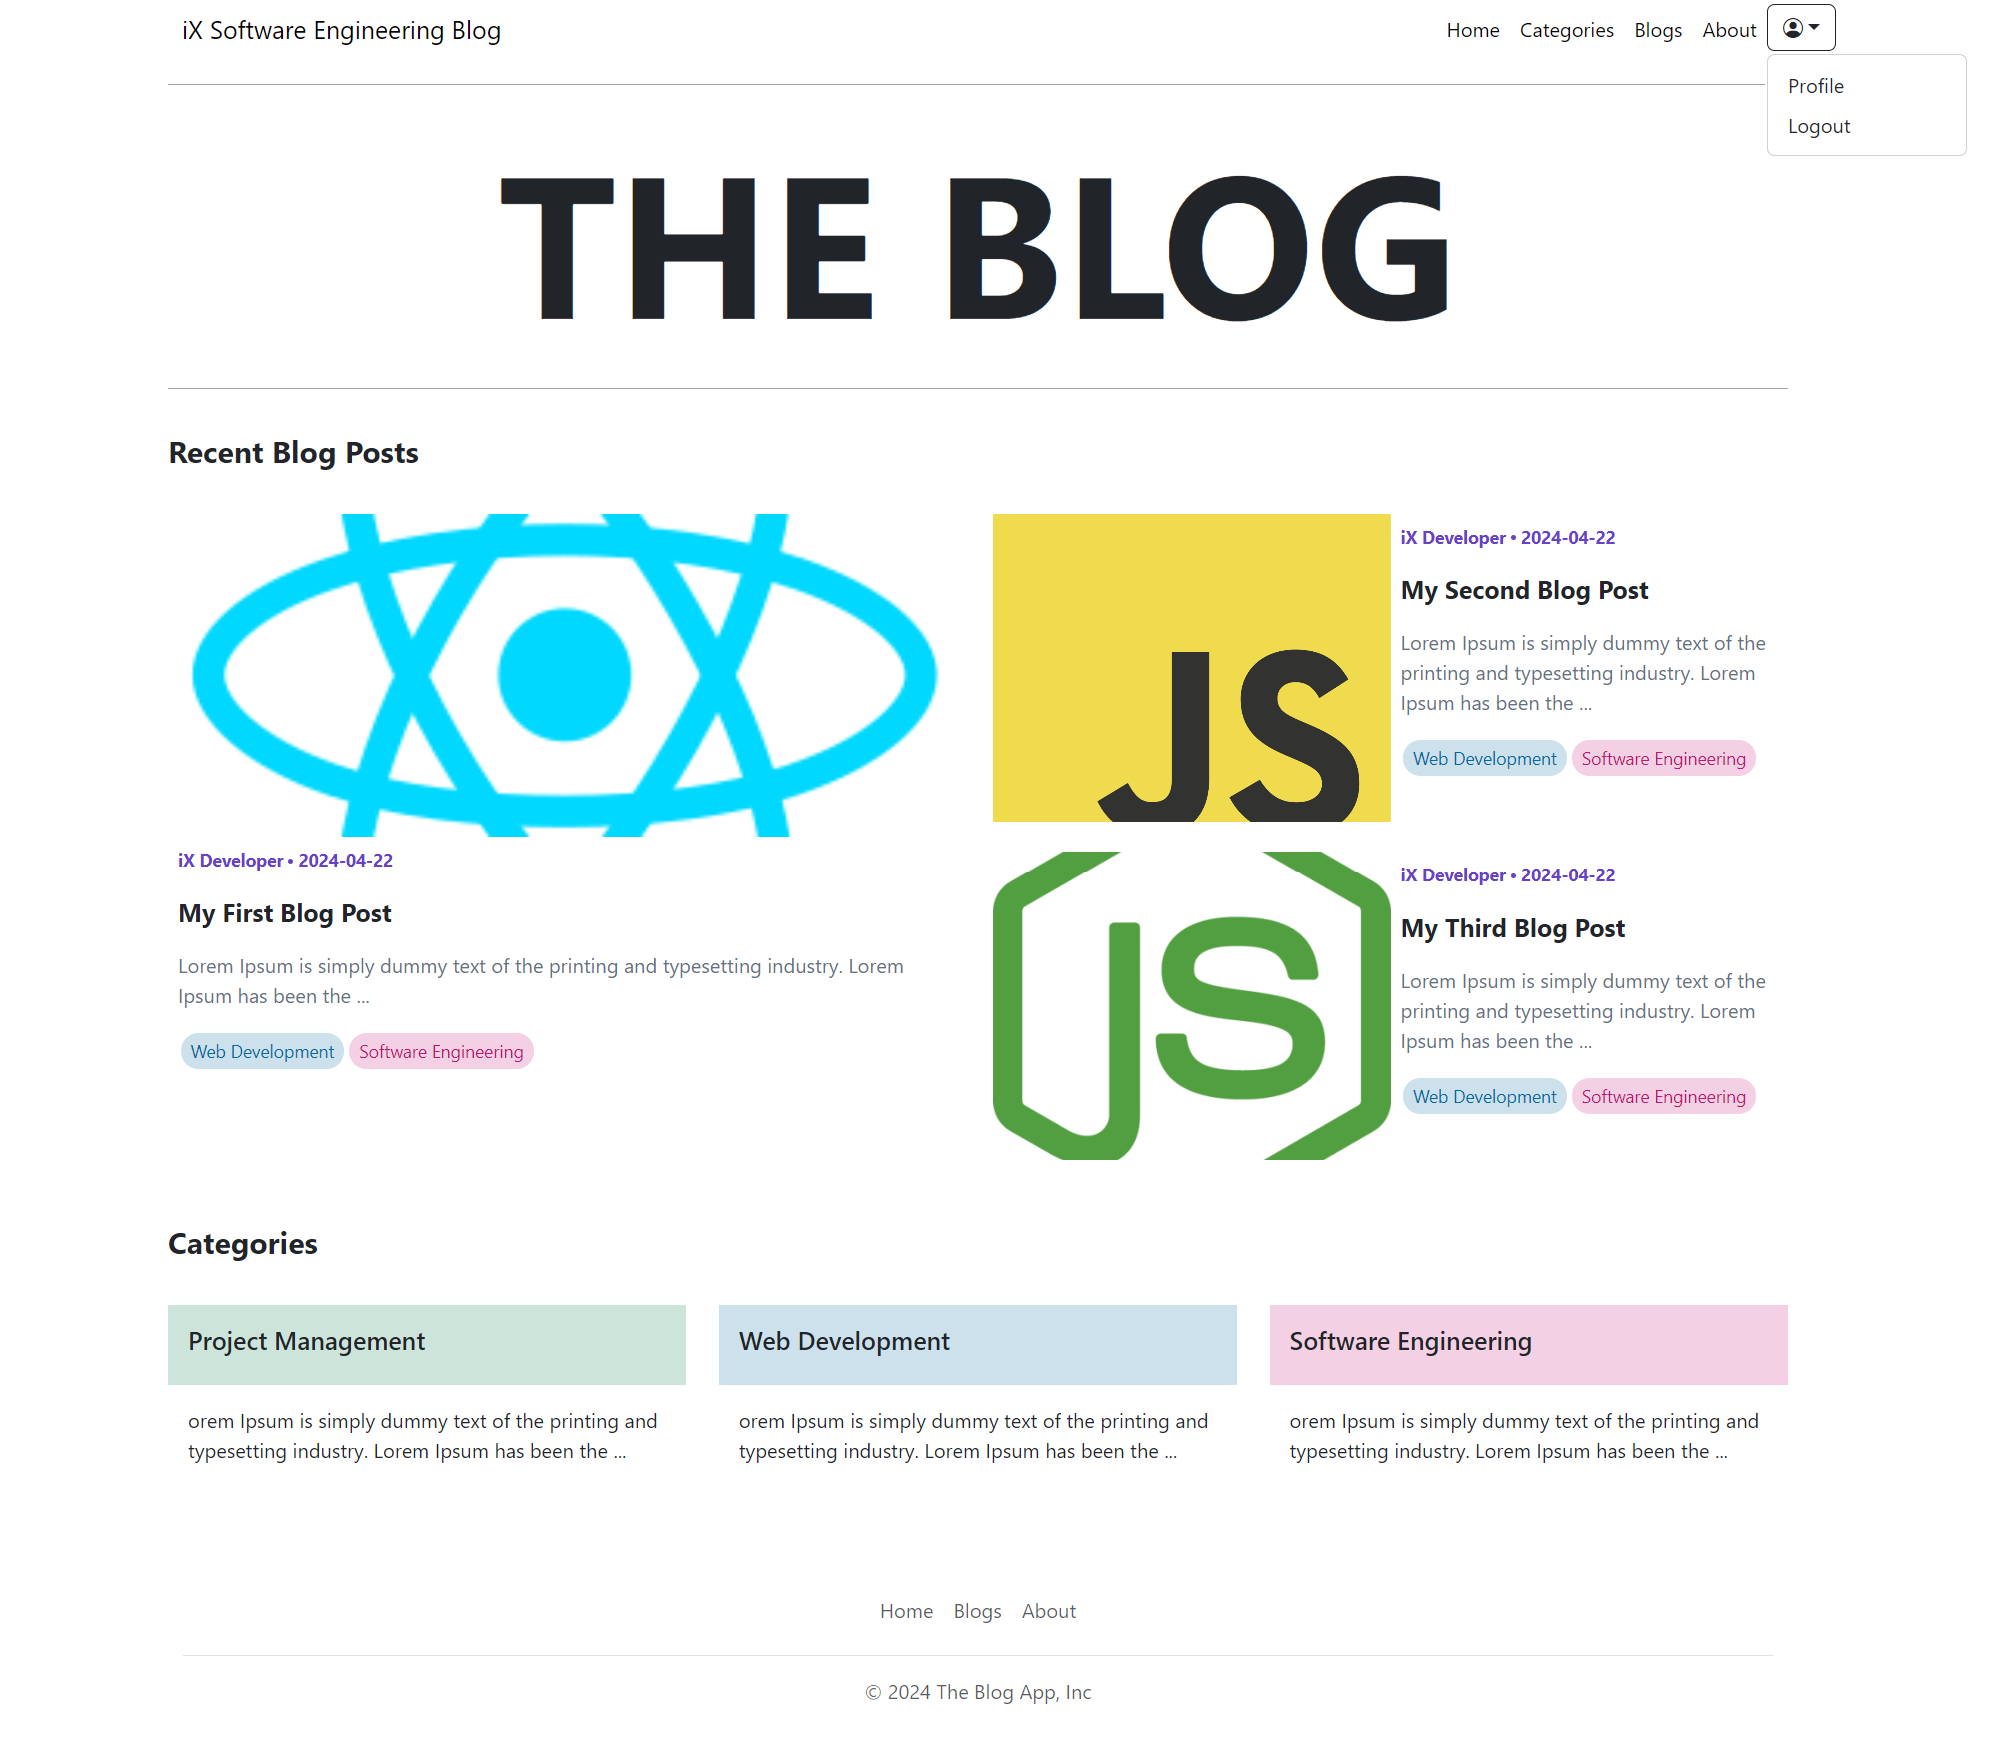 iX Software Engineering Blog
Home Categories Blogs About
Profile
Logout
THE BLOG
Recent Blog Posts
iX Developer • 2024-04-22
My First Blog Post
Lorem Ipsum is simply dummy text of the printing and typesetting industry. Lorem
Ipsum has been the ...
Web Development Software Engineering
JS
iX Developer • 2024-04-22
My Second Blog Post
Lorem Ipsum is simply dummy text of the
printing and typesetting industry. Lorem
Ipsum has been the ...
Web Development Software Engineering
JS
iX Developer • 2024-04-22
My Third Blog Post
Lorem Ipsum is simply dummy text of the
printing and typesetting industry. Lorem
Ipsum has been the ...
Web Development Software Engineering
Categories
Project Management
orem Ipsum is simply dummy text of the printing and
typesetting industry. Lorem Ipsum has been the ...
Web Development
orem Ipsum is simply dummy text of the printing and
typesetting industry. Lorem Ipsum has been the ...
Software Engineering
orem Ipsum is simply dummy text of the printing and
typesetting industry. Lorem Ipsum has been the ...
Home Blogs About
© 2024 The Blog App, Inc